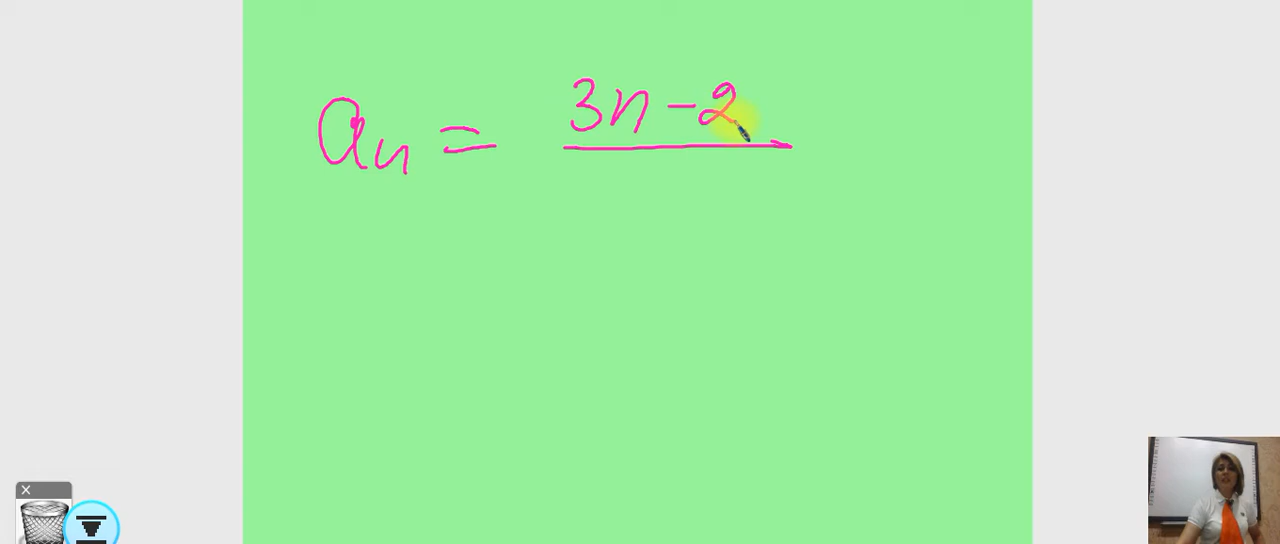 aₙ = 3n - 2